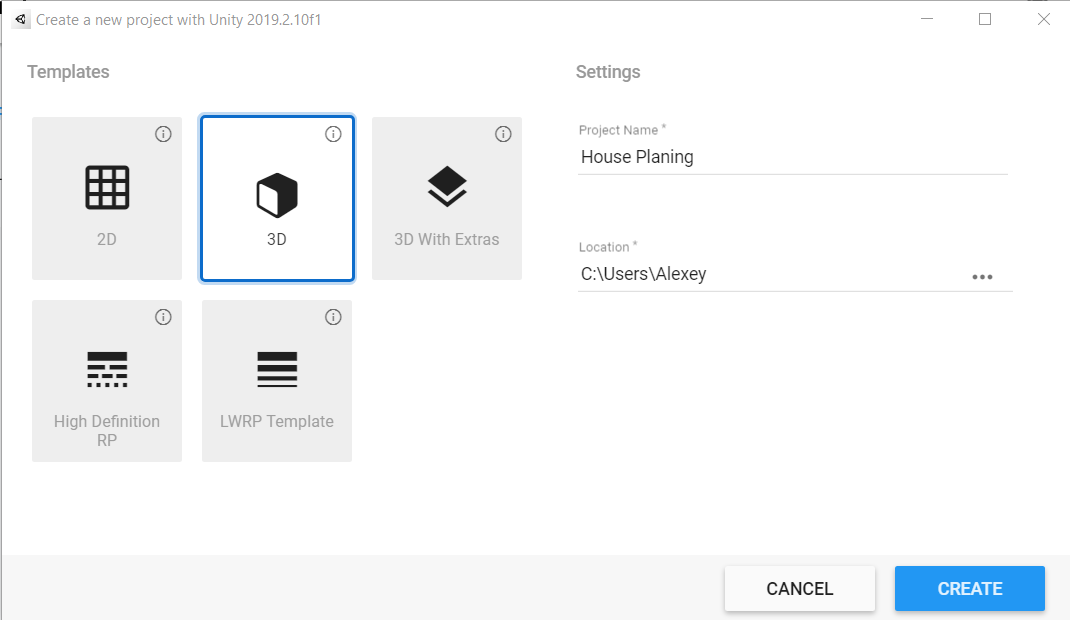 Create a new project with Unity 2019.2.10f1
Templates
Settings
2D
3D
3D With Extras
High Definition
RP
LWRP Template
Project Name *
House Planing
Location *
C:\Users\Alexey
CANCEL
CREATE